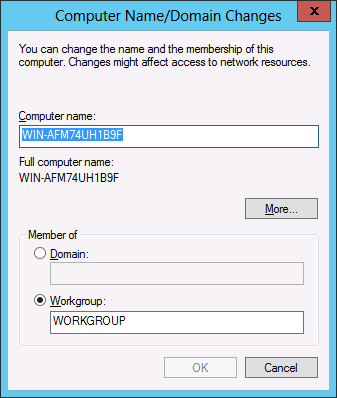 Computer Name/Domain Changes
x
You can change the name and the membership of this
computer. Changes might affect access to network resources.
Computer name:
WIN-AFM74UH1B9F
Full computer name:
WIN-AFM74UH1B9F
More...
Member of
Domain:
Workgroup:
WORKGROUP
OK
Cancel